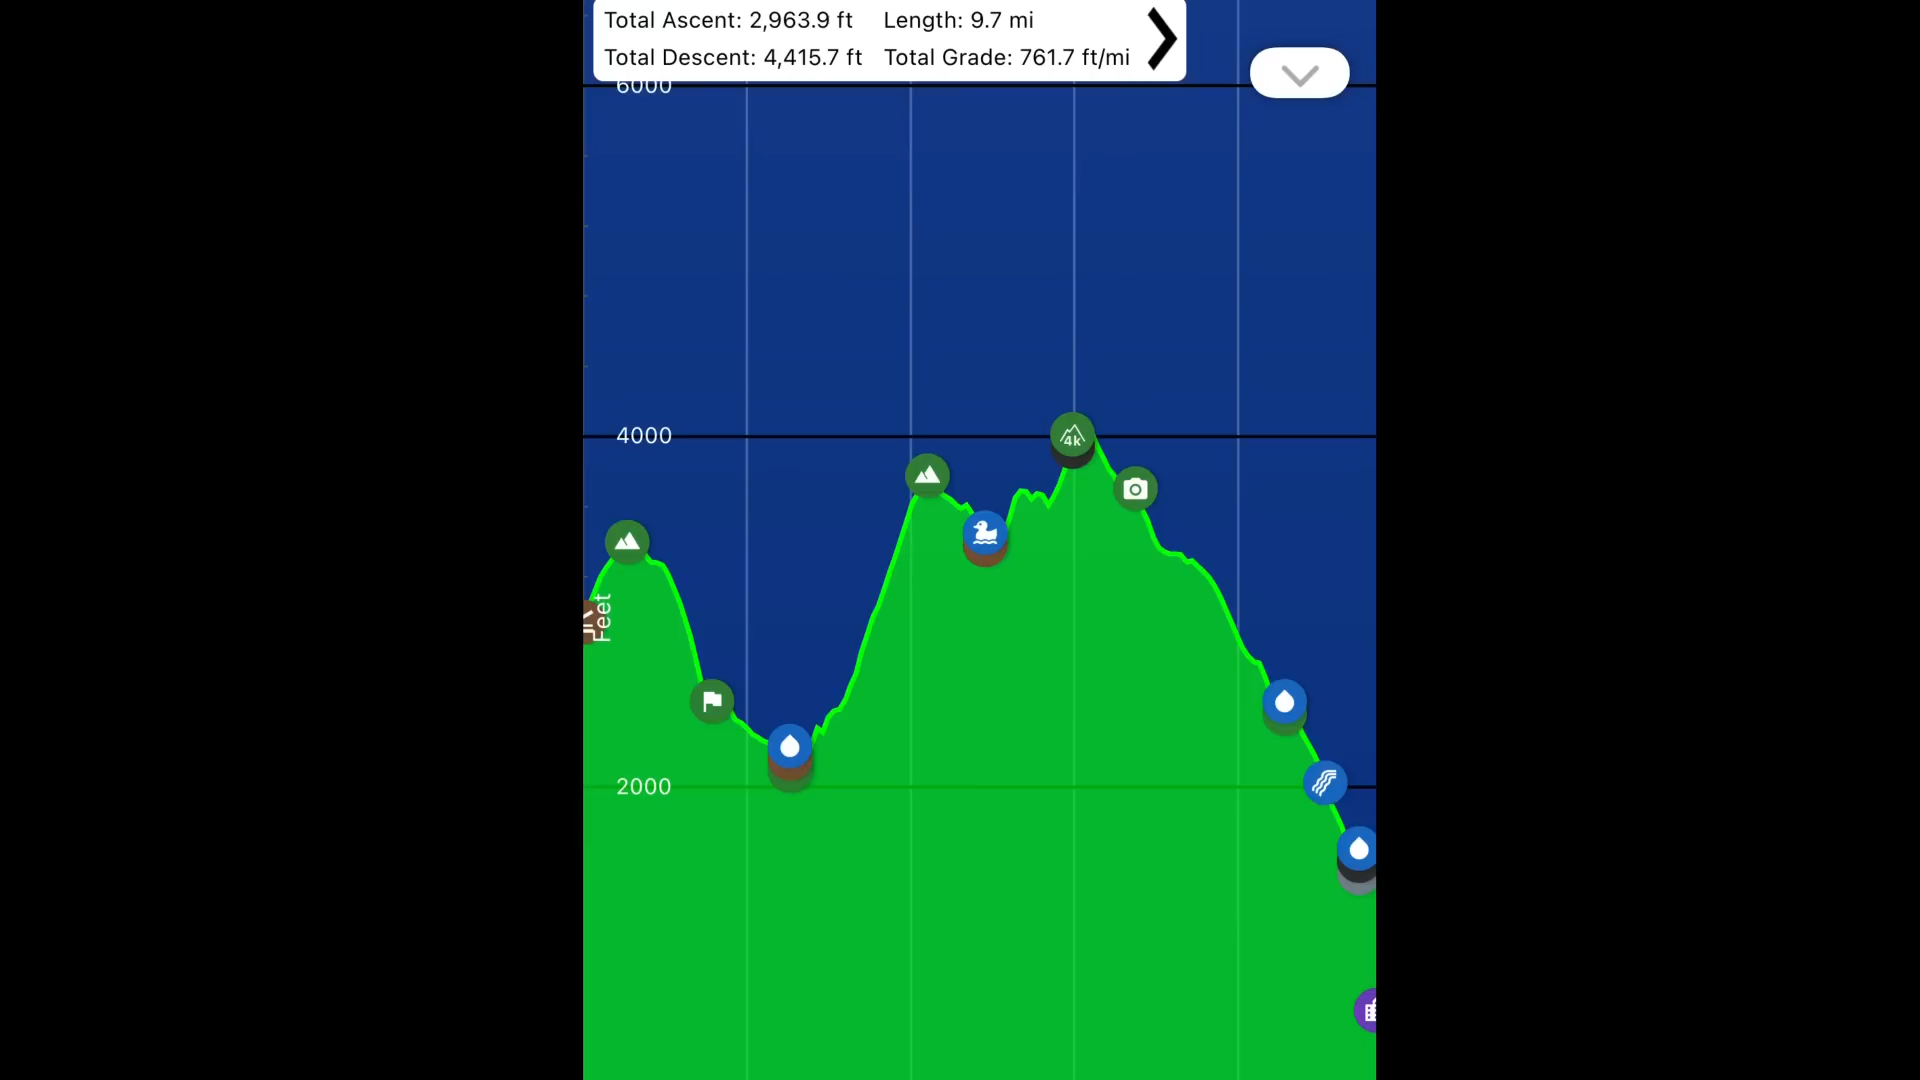 Total Ascent: 2,963.9 ft Length: 9.7 mi
Total Descent: 4,415.7 ft Total Grade: 761.7 ft/mi
6000
4000
4k
Feet
2000